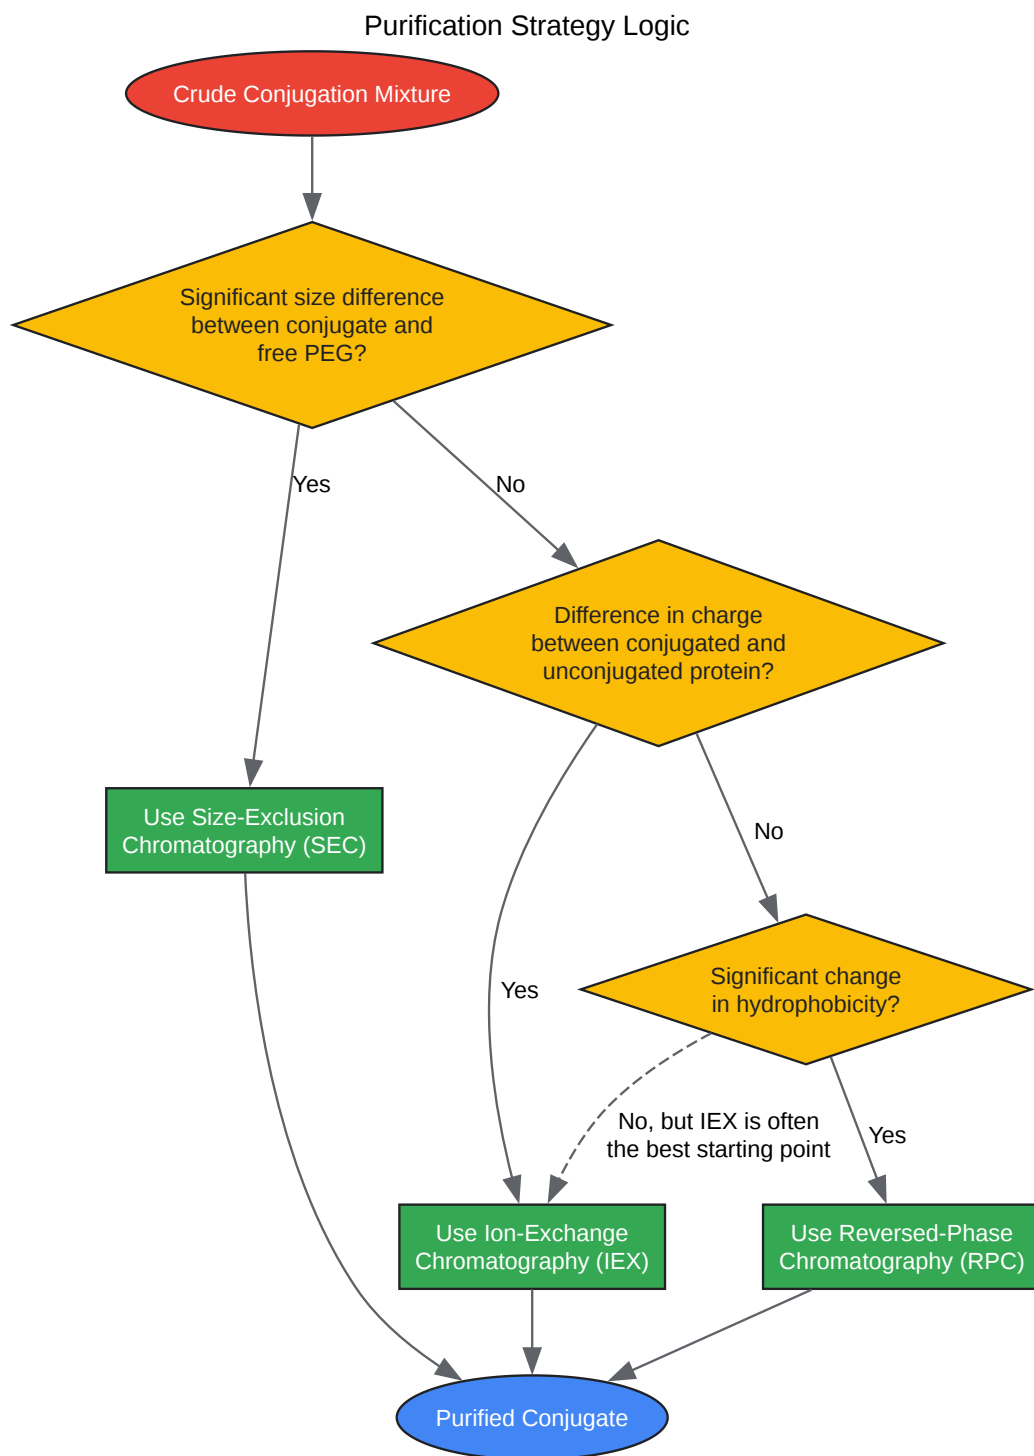 Purification Strategy Logic
Crude Conjugation Mixture
Significant size difference
between conjugate and
free PEG?
Yes
No
Difference in charge
between conjugated and
unconjugated protein?
Use Size-Exclusion
Chromatography (SEC)
No
Yes
Significant change
in hydrophobicity?
No, but IEX is often
the best starting point
Yes
Use Ion-Exchange
Chromatography (IEX)
Use Reversed-Phase
Chromatography (RPC)
Purified Conjugate